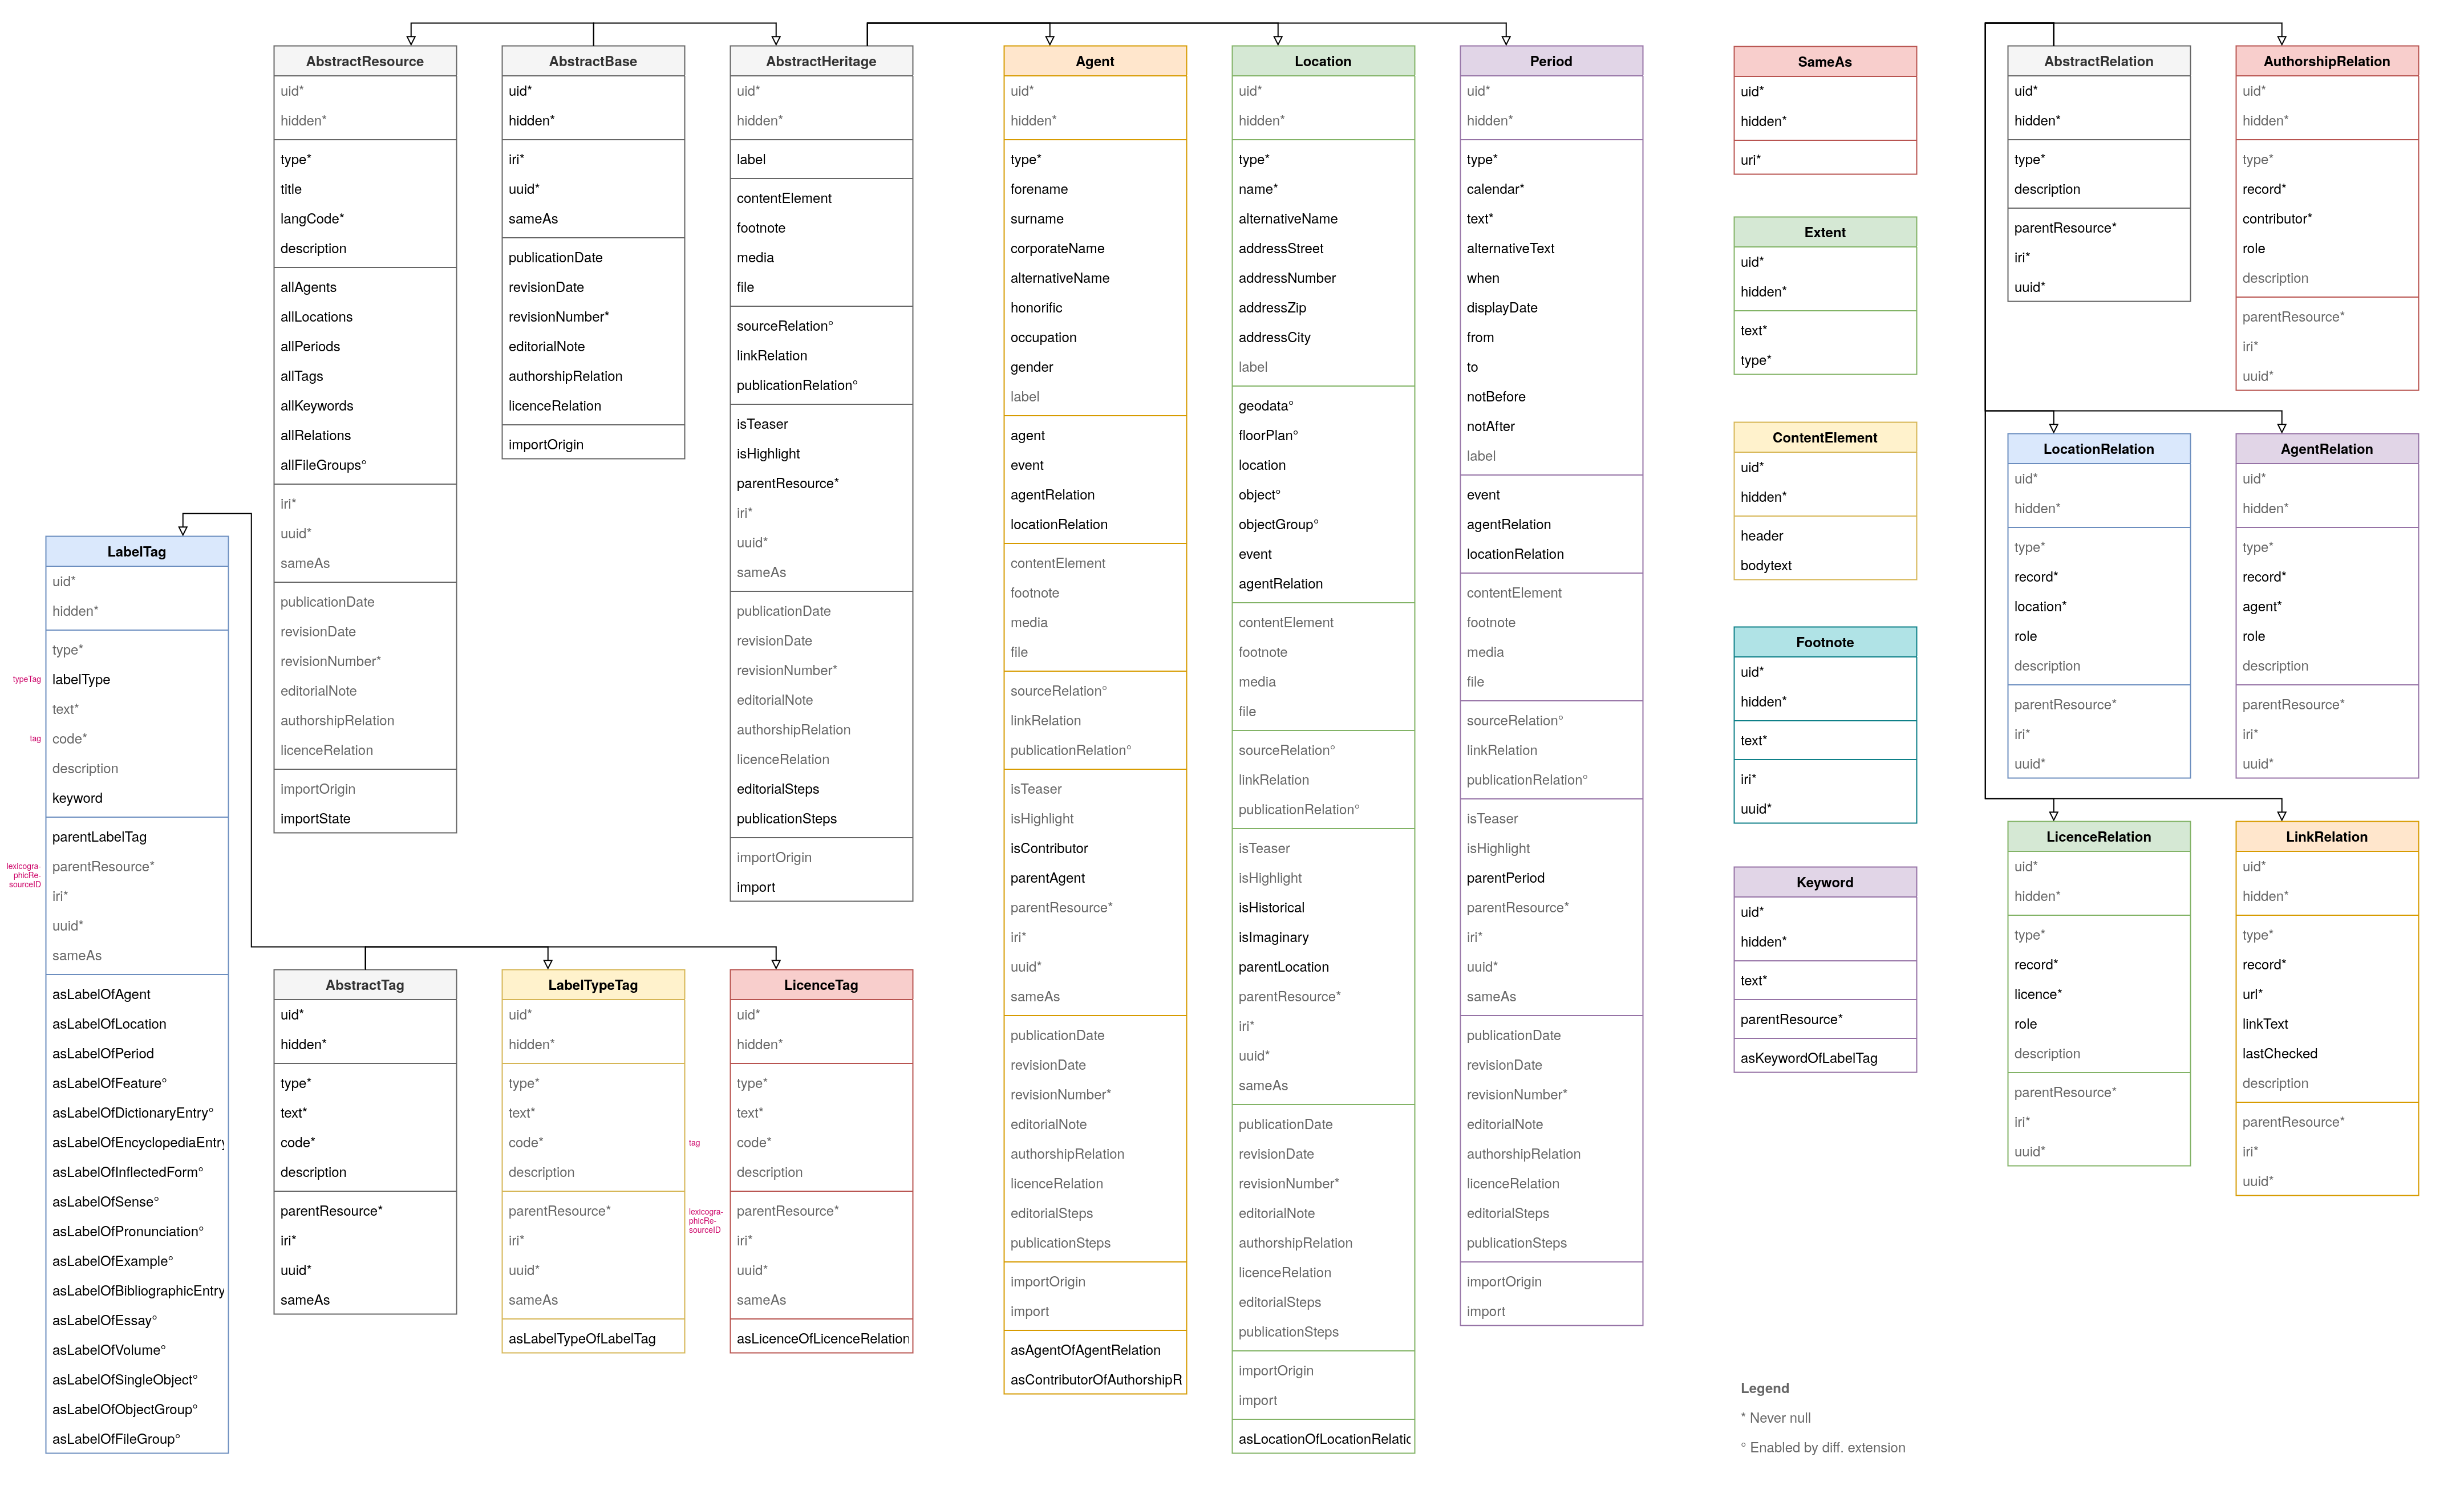 AbstractResource
uid*
hidden*
type*
title
langCode*
description
allAgents
allLocations
allPeriods
allTags
allKeywords
allRelations
allFileGroups°
iri*
uuid*
sameAs
publicationDate
revisionDate
revisionNumber*
editorialNote
authorshipRelation
licenceRelation
importOrigin
importState
AbstractBase
uid*
hidden*
iri*
uuid*
sameAs
publicationDate
revisionDate
revisionNumber*
editorialNote
authorshipRelation
licenceRelation
importOrigin
AbstractHeritage
uid*
hidden*
label
contentElement
footnote
media
file
sourceRelation°
linkRelation
publicationRelation°
isTeaser
isHighlight
parentResource*
iri*
uuid*
sameAs
publicationDate
revisionDate
revisionNumber*
editorialNote
authorshipRelation
licenceRelation
editorialSteps
publicationSteps
importOrigin
import
Agent
uid*
hidden*
type*
forename
surname
corporateName
alternativeName
honorific
occupation
gender
label
agent
event
agentRelation
locationRelation
contentElement
footnote
media
file
sourceRelation°
linkRelation
publicationRelation°
isTeaser
isHighlight
isContributor
parentAgent
parentResource*
iri*
uuid*
sameAs
publicationDate
revisionDate
revisionNumber*
editorialNote
authorshipRelation
licenceRelation
editorialSteps
publicationSteps
importOrigin
import
asAgentOfAgentRelation
asContributorOfAuthorshipR
Location
uid*
hidden*
type*
name*
alternativeName
addressStreet
addressNumber
addressZip
addressCity
label
geodata°
floorPlan°
location
object°
objectGroup°
event
agentRelation
contentElement
footnote
media
file
sourceRelation°
linkRelation
publicationRelation°
isTeaser
isHighlight
isHistorical
isImaginary
parentLocation
parentResource*
iri*
uuid*
sameAs
publicationDate
revisionDate
revisionNumber*
editorialNote
authorshipRelation
licenceRelation
editorialSteps
publicationSteps
importOrigin
import
asLocationOfLocationRelatic
Period
uid*
hidden*
type*
calendar*
text*
alternativeText
when
displayDate
from
to
notBefore
notAfter
label
event
agentRelation
locationRelation
contentElement
footnote
media
file
sourceRelation°
linkRelation
publicationRelation°
isTeaser
isHighlight
parentPeriod
parentResource*
iri*
uuid*
sameAs
publicationDate
revisionDate
revisionNumber*
editorialNote
authorshipRelation
licenceRelation
editorialSteps
publicationSteps
importOrigin
import
SameAs
uid*
hidden*
uri*
Extent
uid*
hidden*
text*
type*
ContentElement
uid*
hidden*
header
bodytext
Footnote
uid*
hidden*
text*
iri*
uuid*
Keyword
uid*
hidden*
text*
parentResource*
asKeywordOfLabelTag
AbstractRelation
uid*
hidden*
type*
description
parentResource*
iri*
uuid*
AuthorshipRelation
uid*
hidden*
type*
record*
contributor*
role
description
parentResource*
iri*
uuid*
LocationRelation
uid*
hidden*
type*
record*
location*
role
description
parentResource*
iri*
uuid*
AgentRelation
uid*
hidden*
type*
record*
agent*
role
description
parentResource*
iri*
uuid*
LicenceRelation
uid*
hidden*
type*
record*
licence*
role
description
parentResource*
iri*
uuid*
LinkRelation
uid*
hidden*
type*
record*
url*
linkText
lastChecked
description
parentResource*
iri*
uuid*
LabelTag
uid*
hidden*
type*
typeTag
labelType
text*
tag
code*
description
keyword
parentLabelTag
lexicogra-
phicRe-
sourceID
parentResource*
iri*
uuid*
sameAs
asLabelOfAgent
asLabelOfLocation
asLabelOfPeriod
asLabelOfFeature°
asLabelOfDictionaryEntry°
asLabelOfEncyclopediaEntry
asLabelOfInflectedForm°
asLabelOfSense°
asLabelOfPronunciation°
asLabelOfExample°
asLabelOfBibliographicEntry
asLabelOfEssay°
asLabelOfVolume°
asLabelOfSingleObject°
asLabelOfObjectGroup°
asLabelOfFileGroup°
AbstractTag
uid*
hidden*
type*
text*
code*
description
parentResource*
iri*
uuid*
sameAs
LabelTypeTag
uid*
hidden*
type*
text*
code*
description
parentResource*
iri*
uuid*
sameAs
asLabelTypeOfLabelTag
LicenceTag
uid*
hidden*
type*
text*
tag
code*
description
lexicogra-
phicRe-
sourceID
parentResource*
iri*
uuid*
sameAs
asLicenceOfLicenceRelation
Legend
* Never null
° Enabled by diff. extension